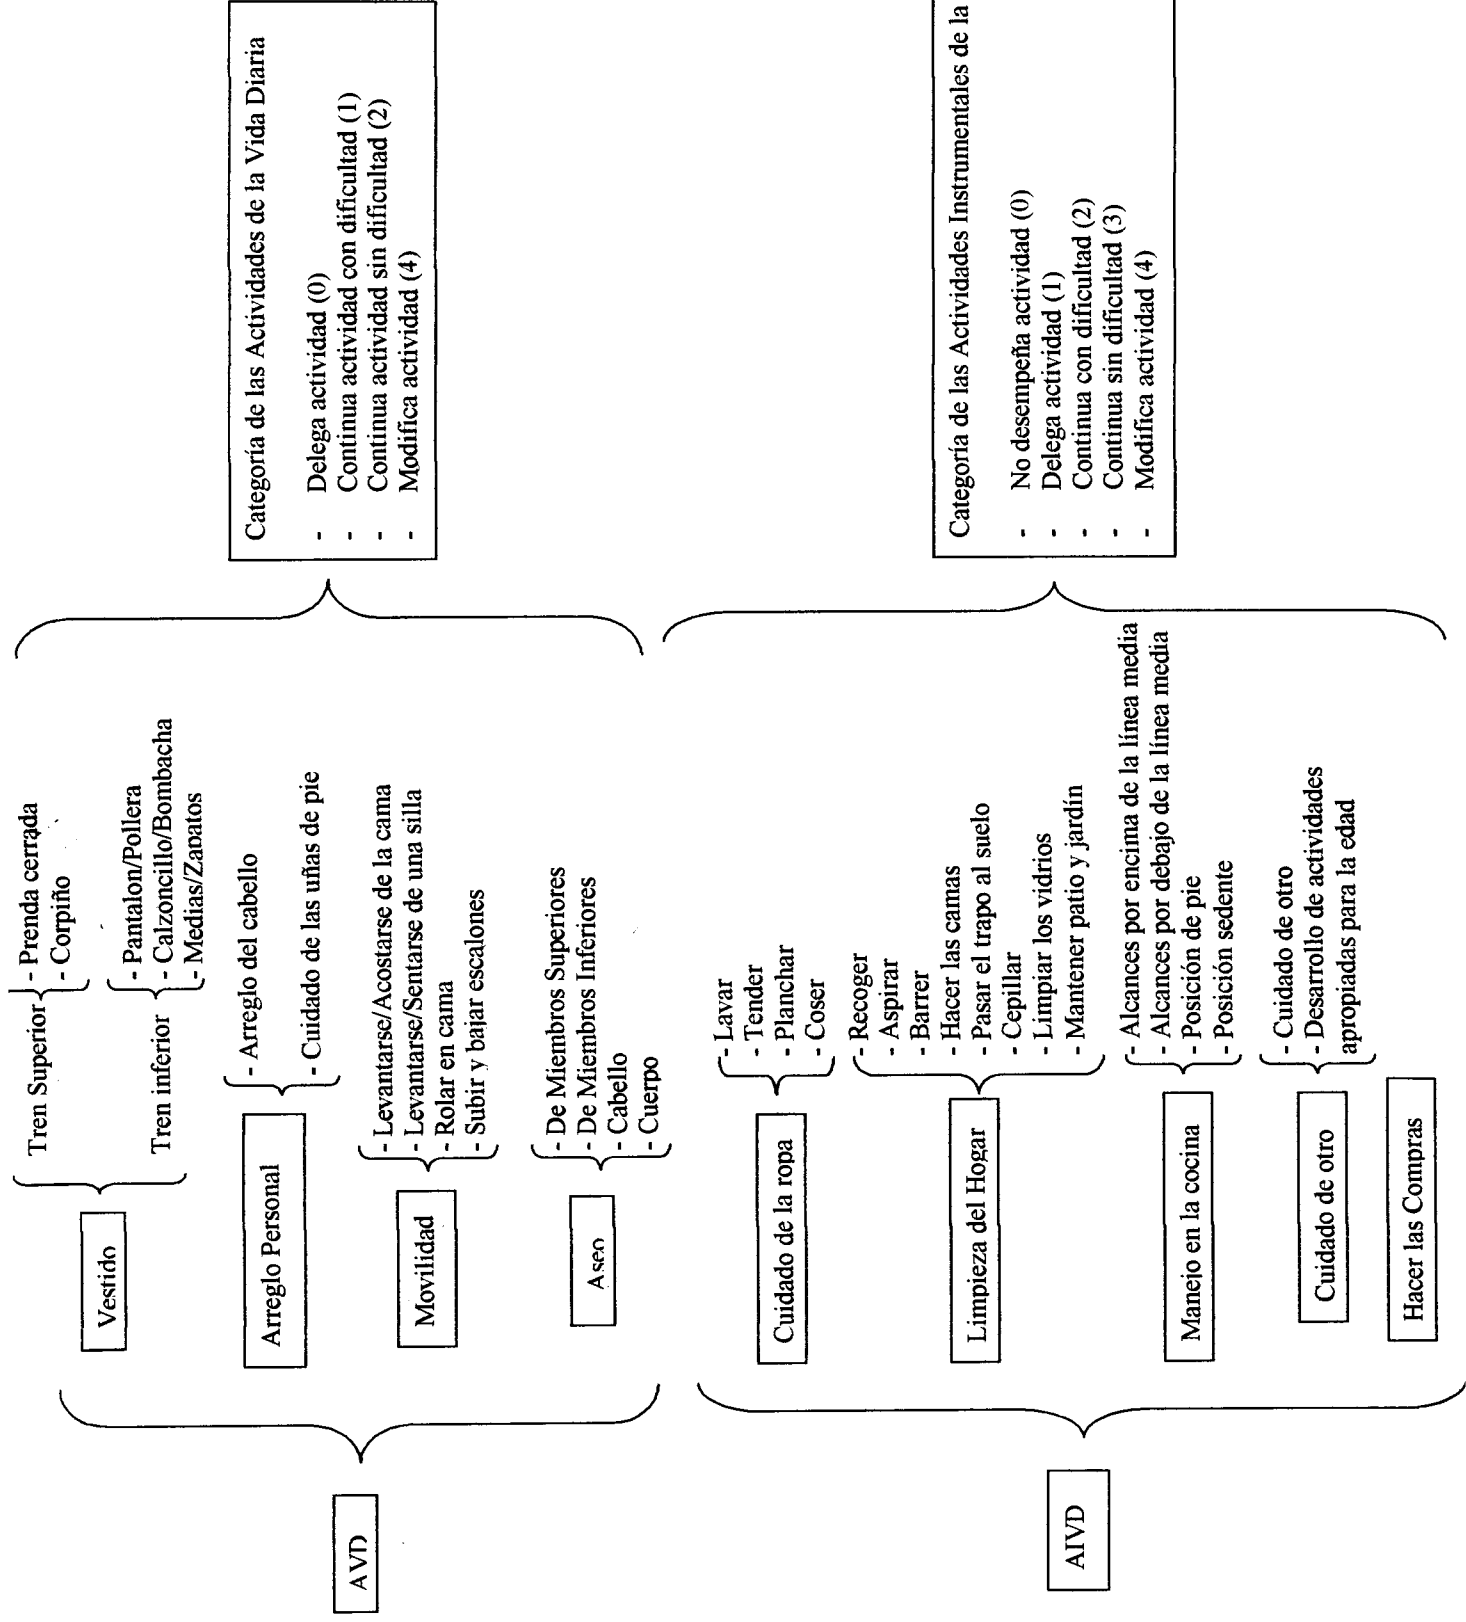 AVD
Vestido
Tren Superior
- Prenda cerrada
- Corpiño
Tren inferior
- Pantalon/Pollera
- Calzoncillo/Bombacha
- Medias/Zapatos
Arreglo Personal
- Arreglo del cabello
- Cuidado de las uñas de pie
Movilidad
- Levantarse/Acostarse de la cama
- Levantarse/Sentarse de una silla
- Rolar en cama
- Subir y bajar escalones
Aseo
- De Miembros Superiores
- De Miembros Inferiores
- Cabello
- Cuerpo
Categoría de las Actividades de la Vida Diaria
- Delega actividad (0)
- Continua actividad con dificultad (1)
- Continua actividad sin dificultad (2)
- Modifica actividad (4)
AIVD
Cuidado de la ropa
- Lavar
- Tender
- Planchar
- Coser
Limpieza del Hogar
- Recoger
- Aspirar
- Barrer
- Hacer las camas
- Pasar el trapo al suelo
- Cepillar
- Limpiar los vidrios
- Mantener patio y jardín
Manejo en la cocina
- Alcances por encima de la línea media
- Alcances por debajo de la línea media
- Posición de pie
- Posición sedente
Cuidado de otro
- Cuidado de otro
- Desarrollo de actividades
apropiadas para la edad
Hacer las Compras
Categoría de las Actividades Instrumentales de la
- No desempeña actividad (0)
- Delega actividad (1)
- Continua con dificultad (2)
- Continua sin dificultad (3)
- Modifica actividad (4)